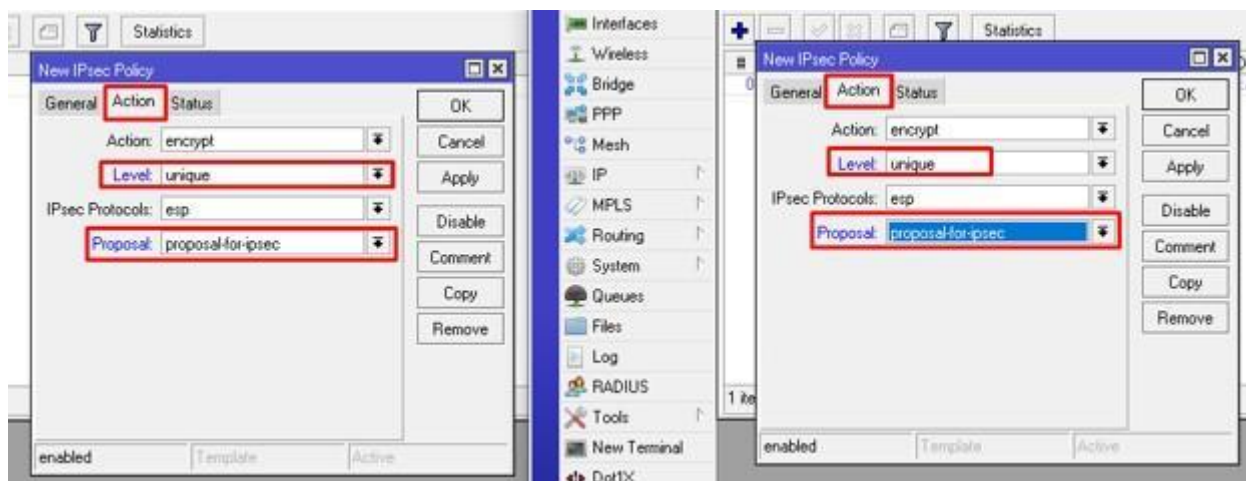 Statistics
New IPsec Policy
General Action Status
Action: encrypt
Level: unique
IPsec Protocols: esp
Proposal: proposal-for-ipsec
OK
Cancel
Apply
Disable
Comment
Copy
Remove
enabled Template Active
Interfaces
Wireless
Bridge
PPP
Mesh
IP
MPLS
Routing
System
Queues
Files
Log
RADIUS
Tools
New Terminal
Dot1X
Statistics
#
0
New IPsec Policy
General Action Status
Action: encrypt
Level: unique
IPsec Protocols: esp
Proposal: proposal-for-ipsec
OK
Cancel
Apply
Disable
Comment
Copy
Remove
1 ite
enabled Template Active